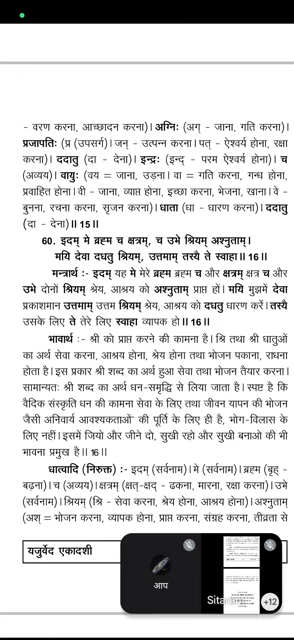 - वरण करना, आच्छादन करना)। अग्निः (अग् - जाना, गति करना)।
प्रजापतिः (प्र (उपसर्ग)। जन् - उत्पन्न करना। पत् - ऐश्वर्य होना, रक्षा
करना)। ददातु (दा - देना)। इन्द्रः (इन्द् - परम ऐश्वर्य होना)। च
(अव्यय)। वायुः (वय = जाना, उड़ना। वा = गति करना, गन्ध होना,
प्रवाहित होना। वी - जाना, व्याप्त होना, इच्छा करना, भेजना, खाना। वे -
बुनना, रचना करना, सृजन करना)। धाता (धा - धारण करना)। ददातु
(दा - देना)॥15॥
60. इदम् मे ब्रह्म च क्षत्रम्, च उभे श्रियम् अश्नुताम्।
मयि देवा दधतु श्रियम्, उत्तमाम् तस्यै ते स्वाहा॥16॥
मन्त्रार्थ :- इदम् यह मे मेरे ब्रह्म ब्रह्म च और क्षत्रम् क्षत्र च और
उभे दोनों श्रियम् श्रेय, आश्रय को अश्नुताम् प्राप्त हों। मयि मुझमें देवा
प्रकाशमान उत्तमाम् उत्तम श्रियम् श्रेय, आश्रय को दधतु धारण करें। तस्यै
उसके लिए ते तेरे लिए स्वाहा व्यापक हो॥16॥
भावार्थ :- श्री को प्राप्त करने की कामना है। श्रि तथा श्री धातुओं
का अर्थ सेवा करना, आश्रय होना, श्रेय होना तथा भोजन पकाना, राधना
होता है। इस प्रकार श्री शब्द का अर्थ हुआ सेवा तथा भोजन तैयार करना।
सामान्यतः श्री शब्द का अर्थ धन-समृद्धि से लिया जाता है। स्पष्ट है कि
वैदिक संस्कृति धन की कामना सेवा के लिए तथा जीवन यापन की भोजन
जैसी अनिवार्य आवश्यकताओं की पूर्ति के लिए ही है, भोग-विलास के
लिए नहीं। इसमें जियो और जीने दो, सुखी रहो और सुखी बनाओ की भी
भावना प्रमुख है॥16॥
धात्वादि (निरुक्त) :- इदम् (सर्वनाम)। मे (सर्वनाम)। ब्रह्म (बृह् -
बढ़ना)। च (अव्यय)। क्षत्रम् (क्षत्-क्षद् - ढकना, मारना, रक्षा करना)। उभे
(सर्वनाम)। श्रियम् (श्रि - सेवा करना, श्रेय होना, आश्रय होना)। अश्नुताम्
(अश् = भोजन करना, व्यापक होना, प्राप्त करना, संग्रह करना, तीव्रता से
यजुर्वेद एकादशी
आप
Sita
+12